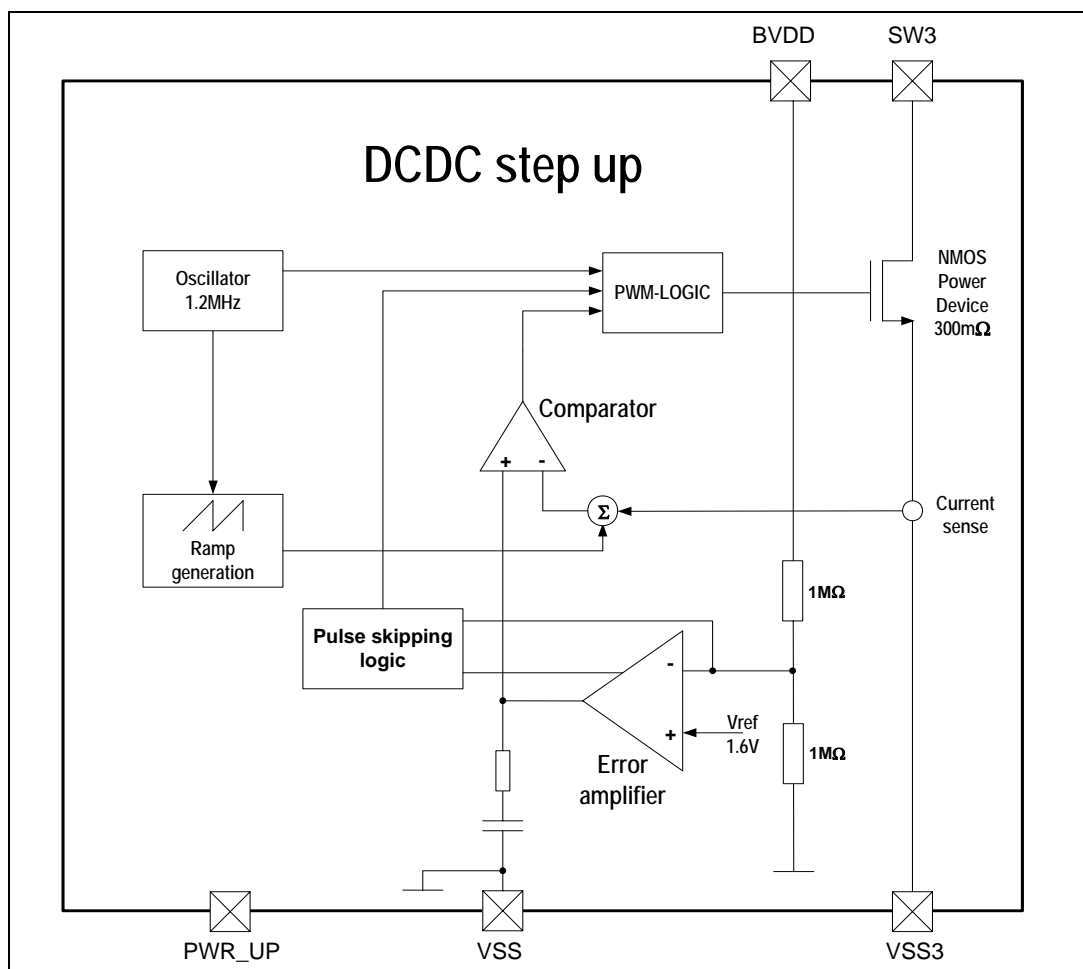 BVDD
SW3
DCDC step up
Oscillator
1.2MHz
PWM-LOGIC
NMOS
Power
Device
300mΩ
Comparator
+
-
Σ
Current
sense
Ramp
generation
1MΩ
Pulse skipping
logic
-
+
Vref
1.6V
1MΩ
Error
amplifier
PWR_UP
VSS
VSS3